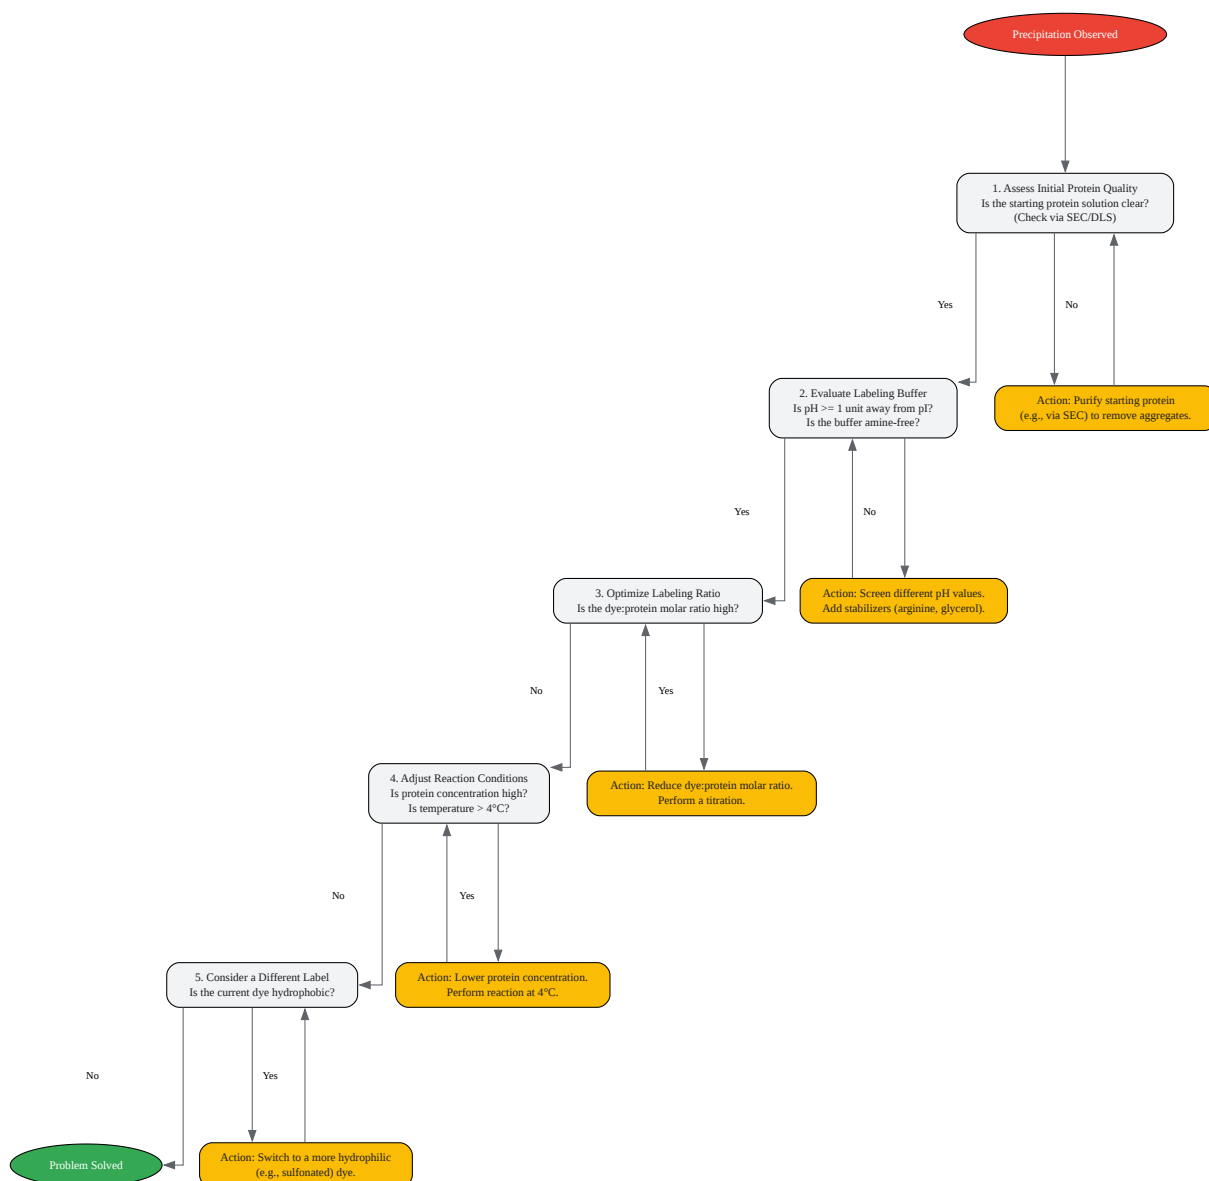 Precipitation Observed
1. Assess Initial Protein Quality
Is the starting protein solution clear?
(Check via SEC/DLS)
Yes
No
Action: Purify starting protein
(e.g., via SEC) to remove aggregates.
2. Evaluate Labeling Buffer
Is pH >= 1 unit away from pI?
Is the buffer amine-free?
Yes
No
Action: Screen different pH values.
Add stabilizers (arginine, glycerol).
3. Optimize Labeling Ratio
Is the dye:protein molar ratio high?
No
Yes
Action: Reduce dye:protein molar ratio.
Perform a titration.
4. Adjust Reaction Conditions
Is protein concentration high?
Is temperature > 4°C?
No
Yes
Action: Lower protein concentration.
Perform reaction at 4°C.
5. Consider a Different Label
Is the current dye hydrophobic?
No
Yes
Action: Switch to a more hydrophilic
(e.g., sulfonated) dye.
Problem Solved